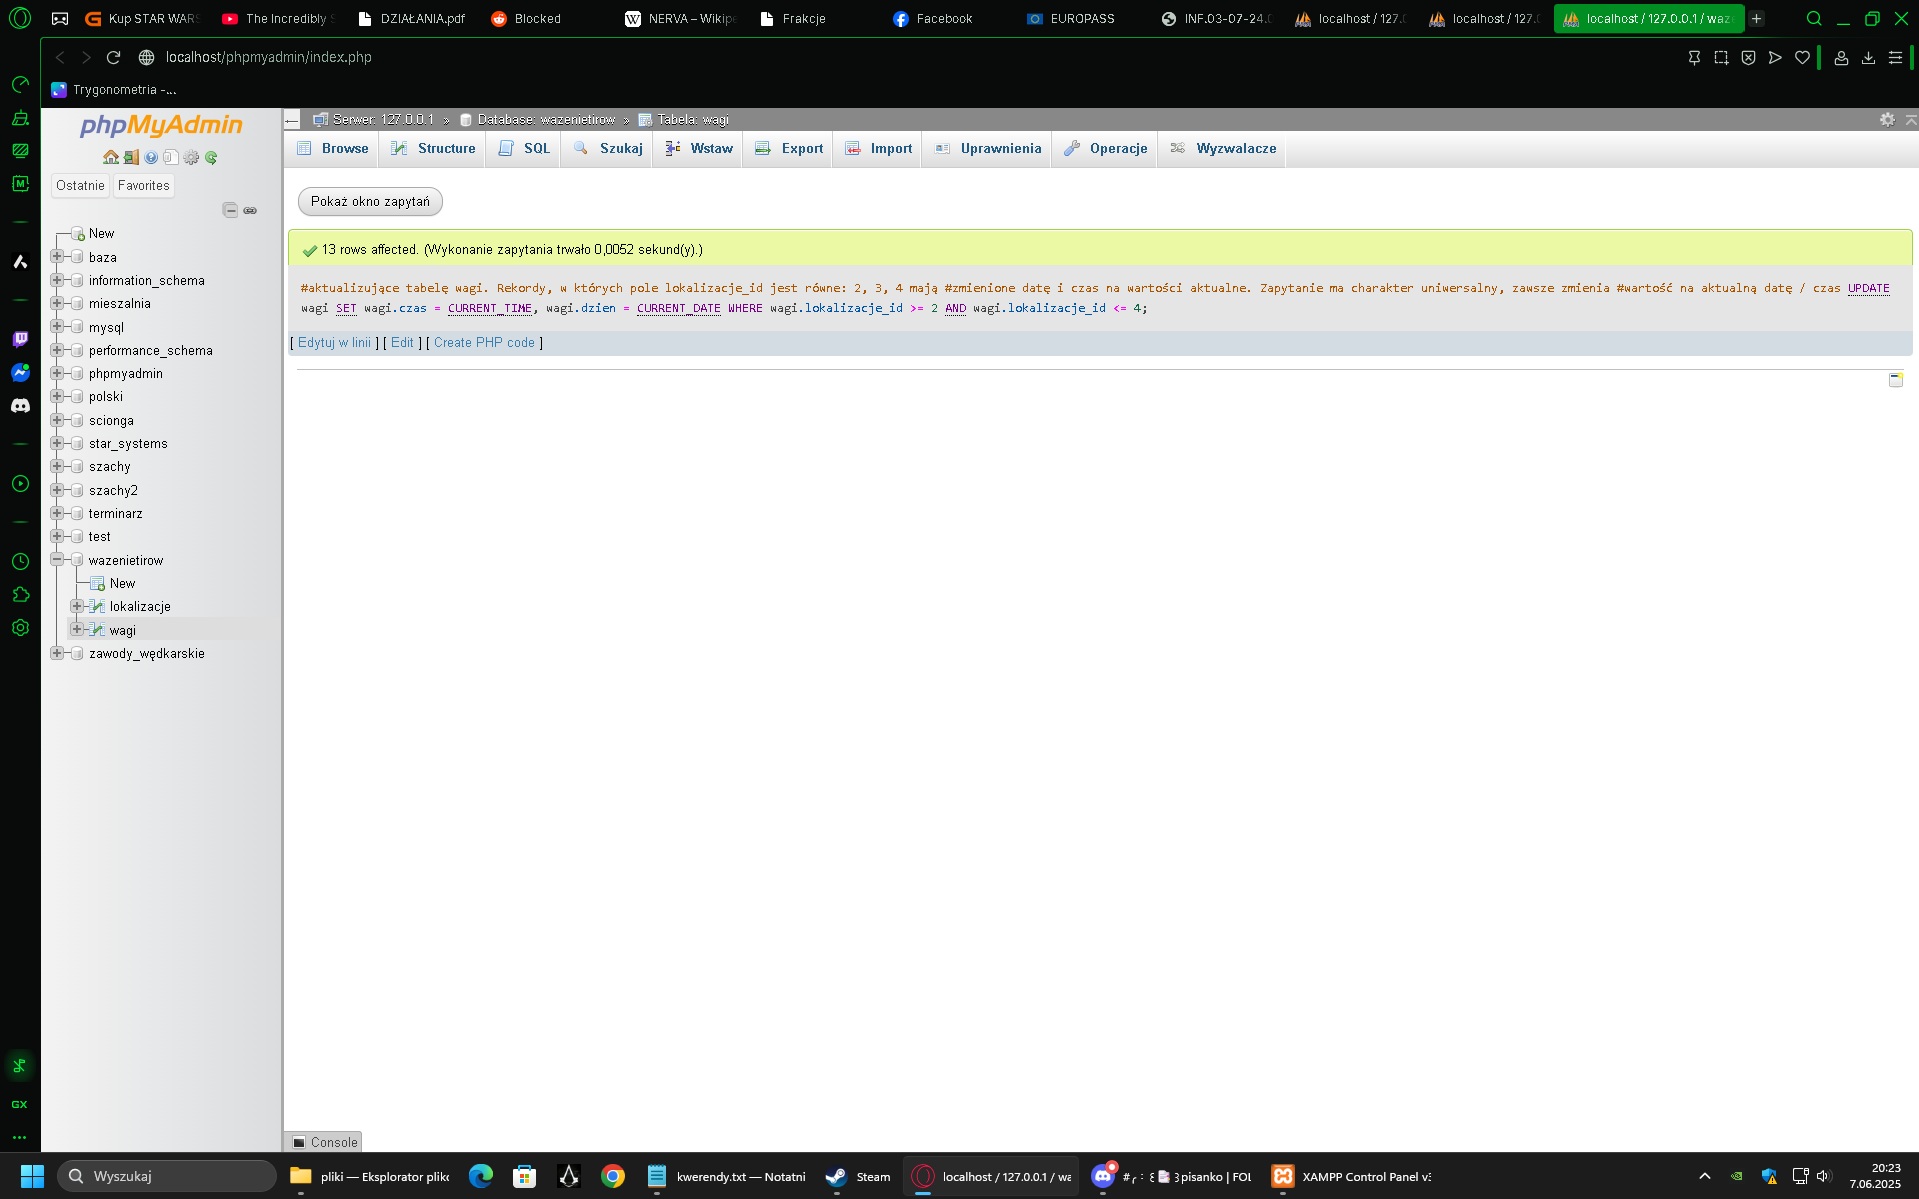 Kup STAR WARS
The Incredibly
DZIAŁANIA.pdf
Blocked
NERVA – Wikipe
Frakcje
Facebook
EUROPASS
INF.03-07-24.0
localhost / 127.0
localhost / 127.0
localhost / 127.0.0.1 / waze
localhost/phpmyadmin/index.php
Trygonometria -...
phpMyAdmin
Ostatnie
Favorites
New
baza
information_schema
mieszalnia
mysql
performance_schema
phpmyadmin
polski
scionga
star_systems
szachy
szachy2
terminarz
test
wazenietirow
New
lokalizacje
wagi
zawody_wędkarskie
Serwer: 127.0.0.1 » Database: wazenietirow » Tabela: wagi
Browse Structure SQL Szukaj Wstaw Export Import Uprawnienia Operacje Wyzwalacze
Pokaż okno zapytań
13 rows affected. (Wykonanie zapytania trwało 0,0052 sekund(y).)
#aktualizujące tabelę wagi. Rekordy, w których pole lokalizacje_id jest równe: 2, 3, 4 mają #zmienione datę i czas na wartości aktualne. Zapytanie ma charakter uniwersalny, zawsze zmienia #wartość na aktualną datę / czas UPDATE
wagi SET wagi.czas = CURRENT_TIME, wagi.dzien = CURRENT_DATE WHERE wagi.lokalizacje_id >= 2 AND wagi.lokalizacje_id <= 4;
[ Edytuj w linii ] [ Edit ] [ Create PHP code ]
Console
GX
Wyszukaj
pliki — Eksplorator pliko
kwerendy.txt — Notatni
Steam
localhost / 127.0.0.1 / wa
pisanko | FOL
XAMPP Control Panel v3
20:23
7.06.2025